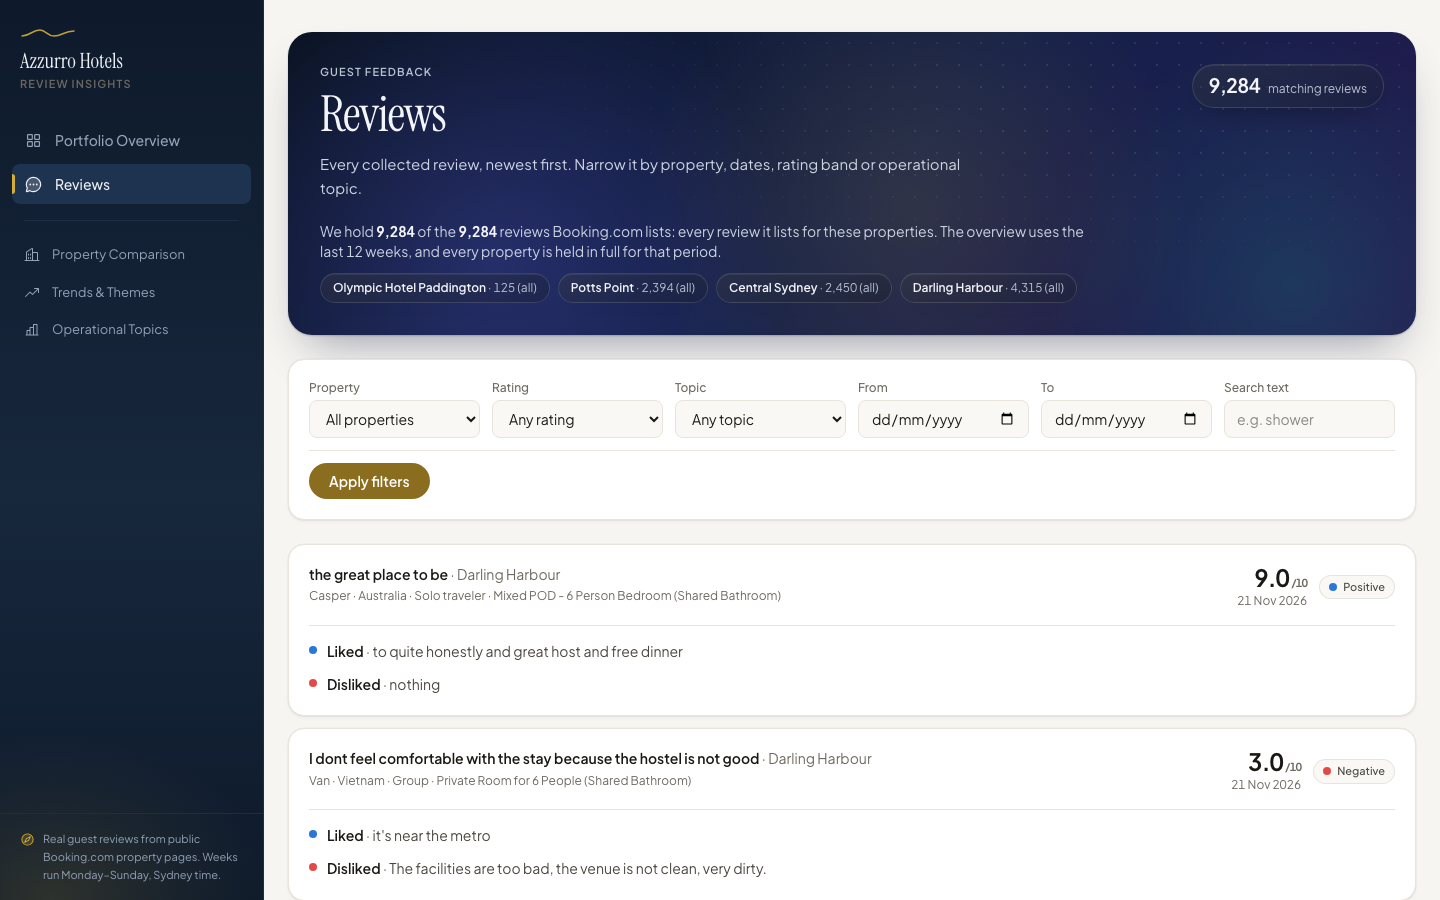 Azzurro Hotels
REVIEW INSIGHTS
Portfolio Overview
Reviews
Property Comparison
Trends & Themes
Operational Topics
Real guest reviews from public
Booking.com property pages. Weeks
run Monday–Sunday, Sydney time.
GUEST FEEDBACK
Reviews
9,284 matching reviews
Every collected review, newest first. Narrow it by property, dates, rating band or operational
topic.
We hold 9,284 of the 9,284 reviews Booking.com lists: every review it lists for these properties. The overview uses the
last 12 weeks, and every property is held in full for that period.
Olympic Hotel Paddington · 125 (all) Potts Point · 2,394 (all) Central Sydney · 2,450 (all) Darling Harbour · 4,315 (all)
Property Rating Topic From To Search text
All properties Any rating Any topic dd/mm/yyyy dd/mm/yyyy e.g. shower
Apply filters
the great place to be · Darling Harbour
Casper · Australia · Solo traveler · Mixed POD - 6 Person Bedroom (Shared Bathroom)
9.0 /10 Positive
21 Nov 2026
Liked · to quite honestly and great host and free dinner
Disliked · nothing
I dont feel comfortable with the stay because the hostel is not good · Darling Harbour
Van · Vietnam · Group · Private Room for 6 People (Shared Bathroom)
3.0 /10 Negative
21 Nov 2026
Liked · it's near the metro
Disliked · The facilities are too bad, the venue is not clean, very dirty.